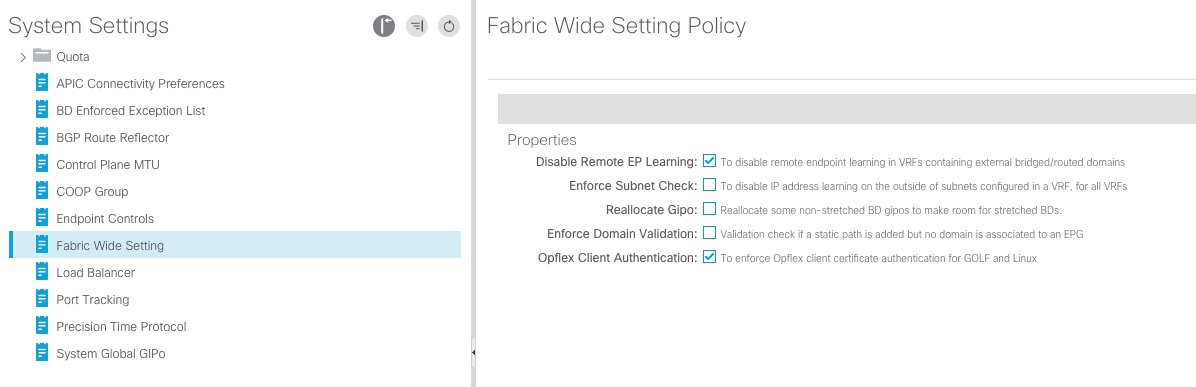 System Settings
Quota
APIC Connectivity Preferences
BD Enforced Exception List
BGP Route Reflector
Control Plane MTU
COOP Group
Endpoint Controls
Fabric Wide Setting
Load Balancer
Port Tracking
Precision Time Protocol
System Global GIPo
Fabric Wide Setting Policy
Properties
Disable Remote EP Learning: To disable remote endpoint learning in VRFs containing external bridged/routed domains
Enforce Subnet Check: To disable IP address learning on the outside of subnets configured in a VRF, for all VRFs
Reallocate Gipo: Reallocate some non-stretched BD gipos to make room for stretched BDs.
Enforce Domain Validation: Validation check if a static path is added but no domain is associated to an EPG
Opflex Client Authentication: To enforce Opflex client certificate authentication for GOLF and Linux